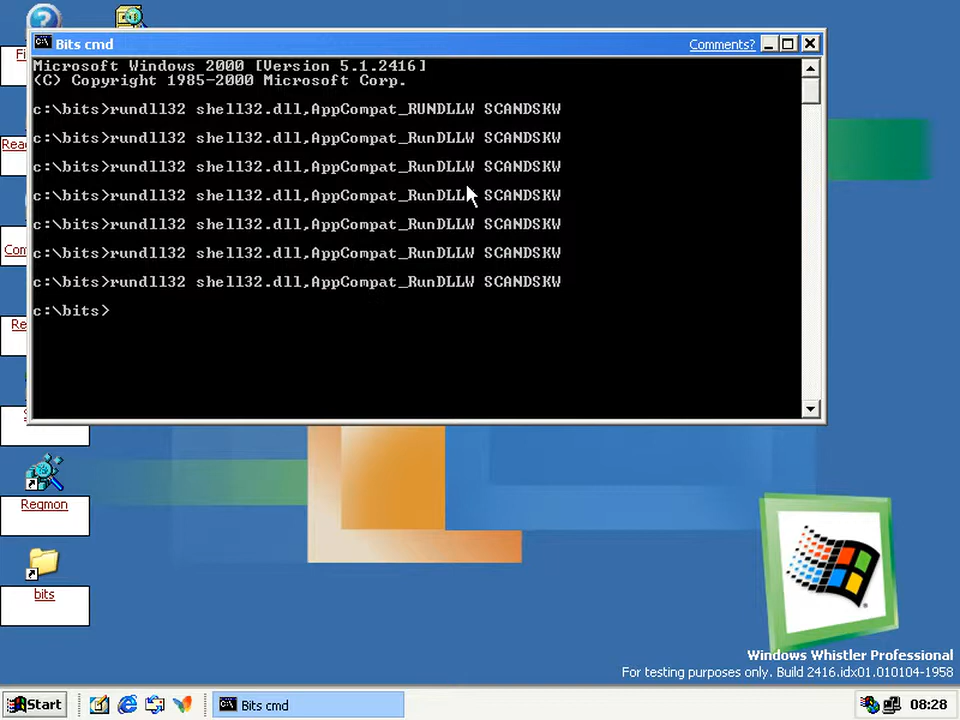 Bits cmd
Comments?
Microsoft Windows 2000 [Version 5.1.2416]
(C) Copyright 1985-2000 Microsoft Corp.
c:\bits>rundll32 shell32.dll,AppCompat_RUNDLLW SCANDSKW
c:\bits>rundll32 shell32.dll,AppCompat_RunDLLW SCANDSKW
c:\bits>rundll32 shell32.dll,AppCompat_RunDLLW SCANDSKW
c:\bits>rundll32 shell32.dll,AppCompat_RunDLLW SCANDSKW
c:\bits>rundll32 shell32.dll,AppCompat_RunDLLW SCANDSKW
c:\bits>rundll32 shell32.dll,AppCompat_RunDLLW SCANDSKW
c:\bits>rundll32 shell32.dll,AppCompat_RunDLLW SCANDSKW
c:\bits>
Regmon
bits
Windows Whistler Professional
For testing purposes only. Build 2416.idx01.010104-1958
Start
Bits cmd
08:28